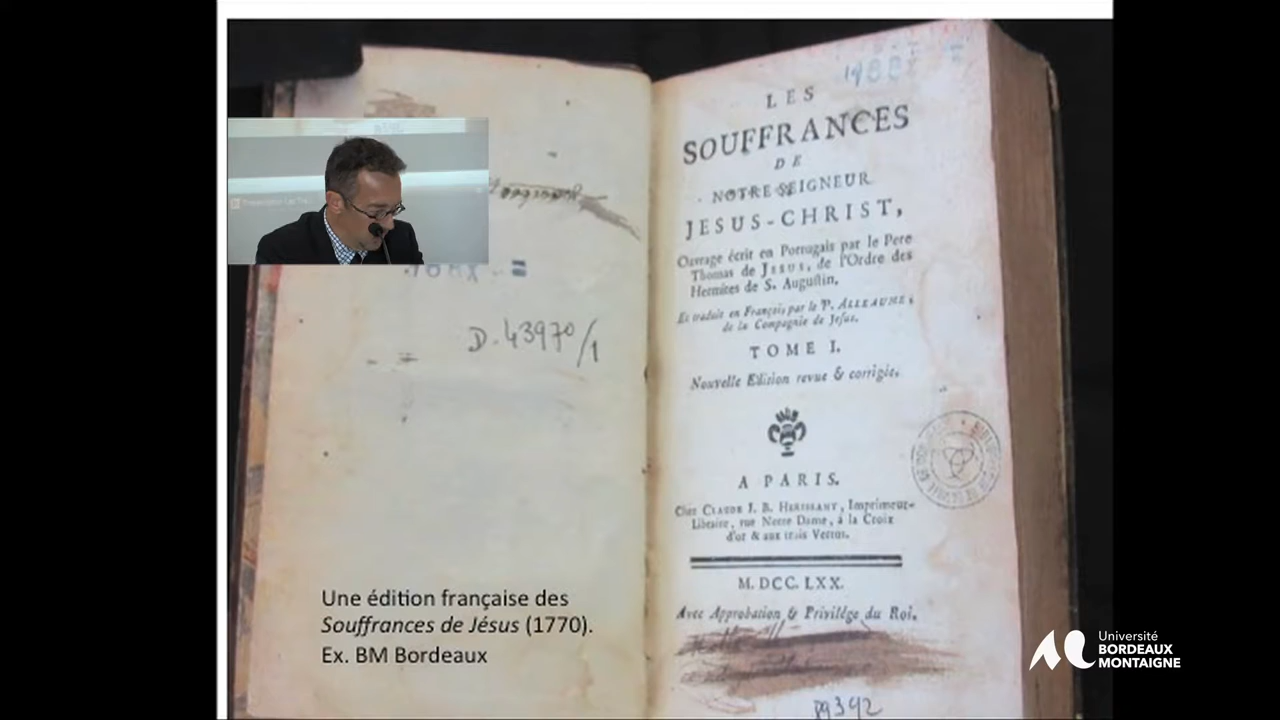 LES
SOUFFRANCES
DE
NOTRE SEIGNEUR
JESUS-CHRIST,
Ouvrage écrit en Portugais par le Pere
Thomas de JESUS, de l'Ordre des
Hermites de S. Augustin.
Et traduit en François, par le P. ALLEAUME,
de la Compagnie de Jesus.
TOME I.
Nouvelle Edition revue & corrigée.
A PARIS.
Chez CLAUDE J. B. HERISSANT, Imprimeur-
Libraire, rue Notre Dame, à la Croix
d'or & aux trois Vertus.
M. DCC. LXX.
Avec Approbation & Privilége du Roi.
89392
D. 43970/1
Une édition française des
Souffrances de Jésus (1770).
Ex. BM Bordeaux
Université
BORDEAUX
MONTAIGNE